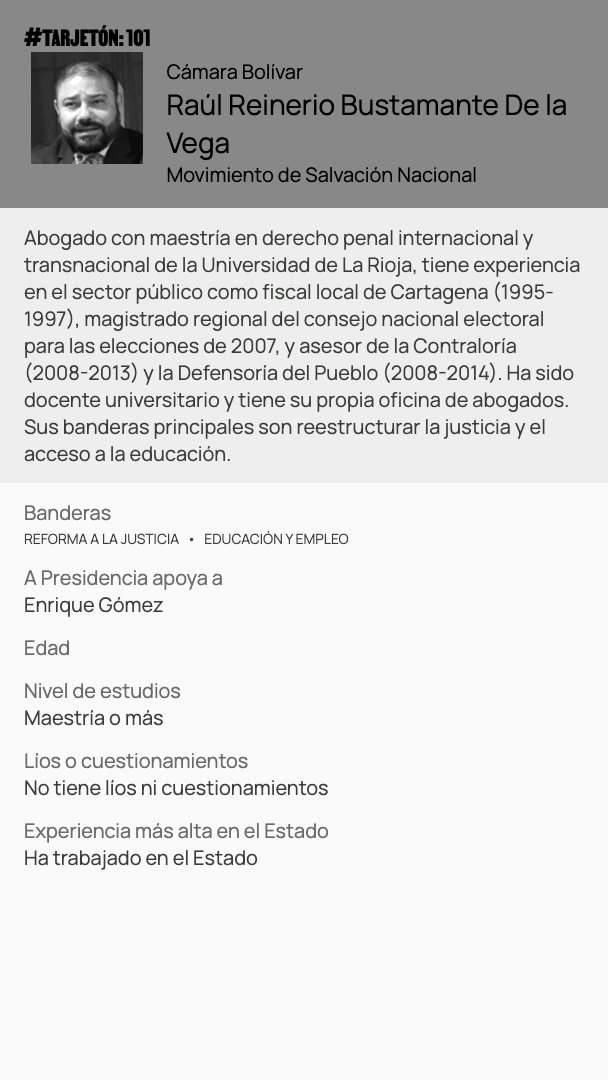 #TARJETÓN: 101
Cámara Bolívar
Raúl Reinerio Bustamante De la
Vega
Movimiento de Salvación Nacional
Abogado con maestría en derecho penal internacional y
transnacional de la Universidad de La Rioja, tiene experiencia
en el sector público como fiscal local de Cartagena (1995-
1997), magistrado regional del consejo nacional electoral
para las elecciones de 2007, y asesor de la Contraloría
(2008-2013) y la Defensoría del Pueblo (2008-2014). Ha sido
docente universitario y tiene su propia oficina de abogados.
Sus banderas principales son reestructurar la justicia y el
acceso a la educación.
Banderas
REFORMA A LA JUSTICIA • EDUCACIÓN Y EMPLEO
A Presidencia apoya a
Enrique Gómez
Edad
Nivel de estudios
Maestría o más
Líos o cuestionamientos
No tiene líos ni cuestionamientos
Experiencia más alta en el Estado
Ha trabajado en el Estado